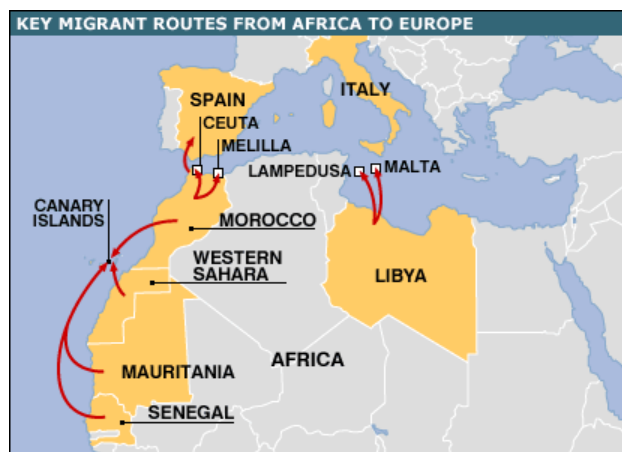 KEY MIGRANT ROUTES FROM AFRICA TO EUROPE
ITALY
SPAIN
CEUTA
MELILLA
LAMPEDUSA
MALTA
CANARY
ISLANDS
MOROCCO
WESTERN
SAHARA
LIBYA
AFRICA
MAURITANIA
SENEGAL